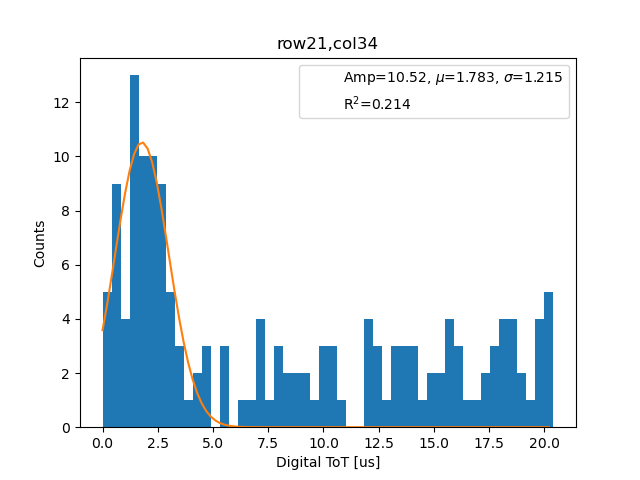 row21,col34
Amp=10.52, μ=1.783, σ=1.215
R²=0.214
Counts
12
10
8
6
4
2
0
0.0 2.5 5.0 7.5 10.0 12.5 15.0 17.5 20.0
Digital ToT [us]